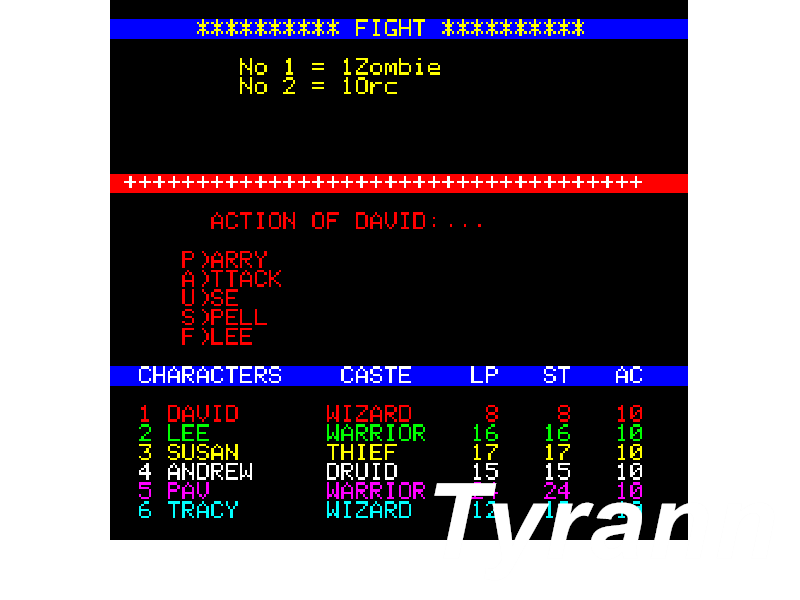 ********** FIGHT **********
No 1 = 1Zombie
No 2 = 1Orc
++++++++++++++++++++++++++++++++++++
ACTION OF DAVID:...
P)ARRY
A)TTACK
U)SE
S)PELL
F)LEE
CHARACTERS CASTE LP ST AC
1 DAVID WIZARD 8 8 10
2 LEE WARRIOR 16 16 10
3 SUSAN THIEF 17 17 10
4 ANDREW DRUID 15 15 10
5 PAV WARRIOR 24 10
6 TRACY WIZARD 12